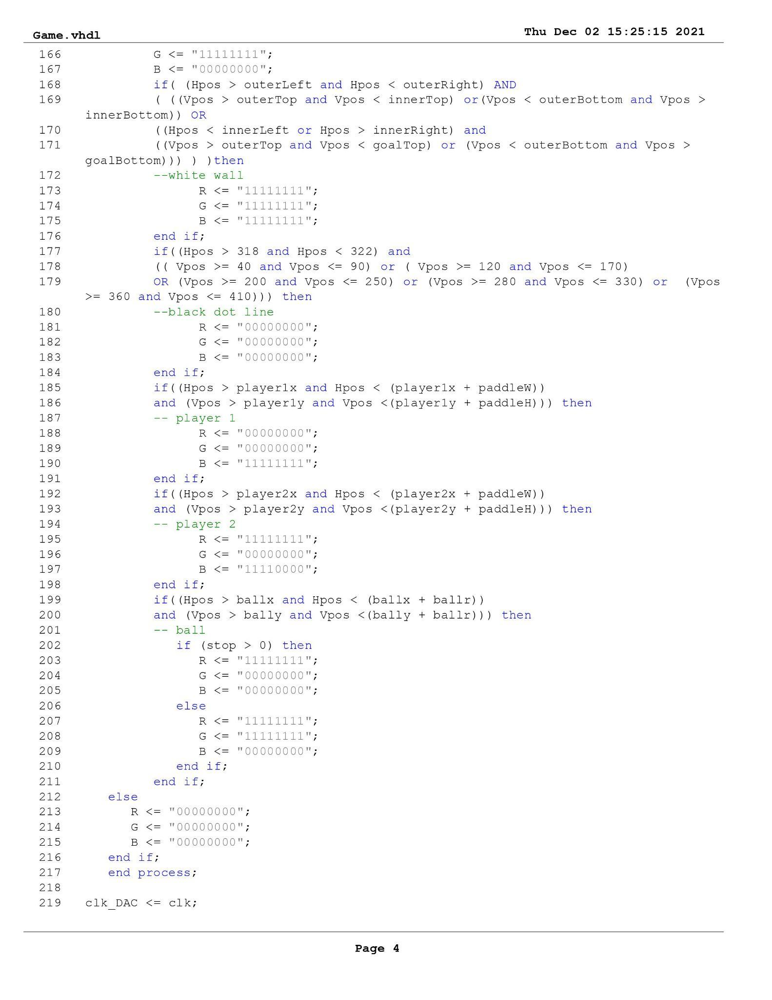 Game.vhdl
Thu Dec 02 15:25:15 2021
166 G <= "11111111";
167 B <= "00000000";
168 if( (Hpos > outerLeft and Hpos < outerRight) AND
169 ( ((Vpos > outerTop and Vpos < innerTop) or(Vpos < outerBottom and Vpos >
innerBottom)) OR
170 ((Hpos < innerLeft or Hpos > innerRight) and
171 ((Vpos > outerTop and Vpos < goalTop) or (Vpos < outerBottom and Vpos >
goalBottom))) ) )then
172 --white wall
173 R <= "11111111";
174 G <= "11111111";
175 B <= "11111111";
176 end if;
177 if((Hpos > 318 and Hpos < 322) and
178 (( Vpos >= 40 and Vpos <= 90) or ( Vpos >= 120 and Vpos <= 170)
179 OR (Vpos >= 200 and Vpos <= 250) or (Vpos >= 280 and Vpos <= 330) or (Vpos
>= 360 and Vpos <= 410))) then
180 --black dot line
181 R <= "00000000";
182 G <= "00000000";
183 B <= "00000000";
184 end if;
185 if((Hpos > player1x and Hpos < (player1x + paddleW))
186 and (Vpos > player1y and Vpos <(player1y + paddleH))) then
187 -- player 1
188 R <= "00000000";
189 G <= "00000000";
190 B <= "11111111";
191 end if;
192 if((Hpos > player2x and Hpos < (player2x + paddleW))
193 and (Vpos > player2y and Vpos <(player2y + paddleH))) then
194 -- player 2
195 R <= "11111111";
196 G <= "00000000";
197 B <= "11110000";
198 end if;
199 if((Hpos > ballx and Hpos < (ballx + ballr))
200 and (Vpos > bally and Vpos <(bally + ballr))) then
201 -- ball
202 if (stop > 0) then
203 R <= "11111111";
204 G <= "00000000";
205 B <= "00000000";
206 else
207 R <= "11111111";
208 G <= "11111111";
209 B <= "00000000";
210 end if;
211 end if;
212 else
213 R <= "00000000";
214 G <= "00000000";
215 B <= "00000000";
216 end if;
217 end process;
218
219 clk_DAC <= clk;
Page 4